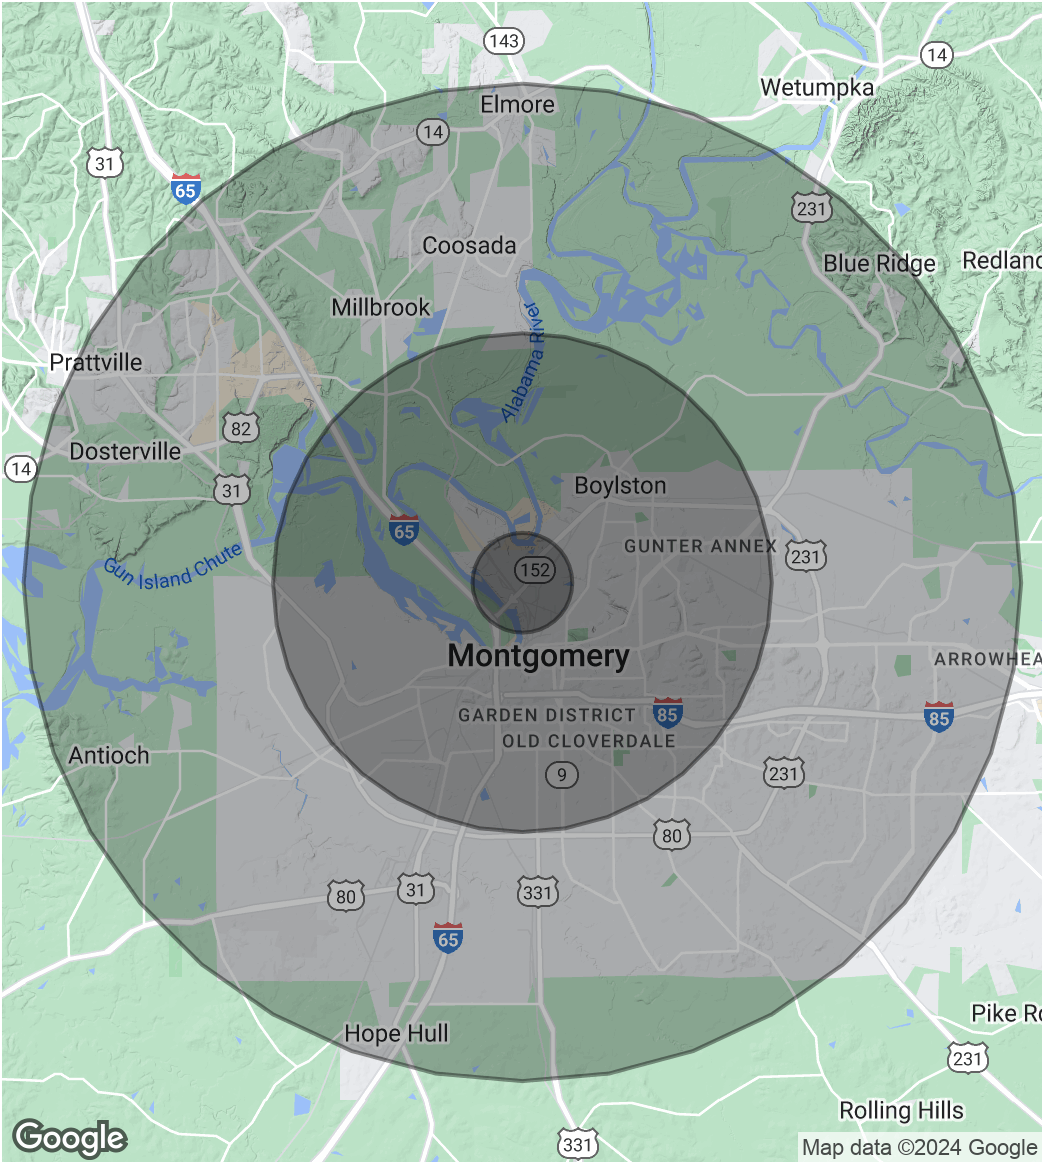 143
Elmore
14
Wetumpka
14
31
65
231
Coosada
Blue Ridge
Redland
Millbrook
Alabama River
Prattville
82
Dosterville
14
31
Boylston
65
GUNTER ANNEX
231
Gun Island Chute
152
Montgomery
ARROWHEA
GARDEN DISTRICT
85
85
OLD CLOVERDALE
Antioch
9
231
80
80
31
331
65
Hope Hull
Pike Ro
231
Rolling Hills
331
Google
Map data ©2024 Google